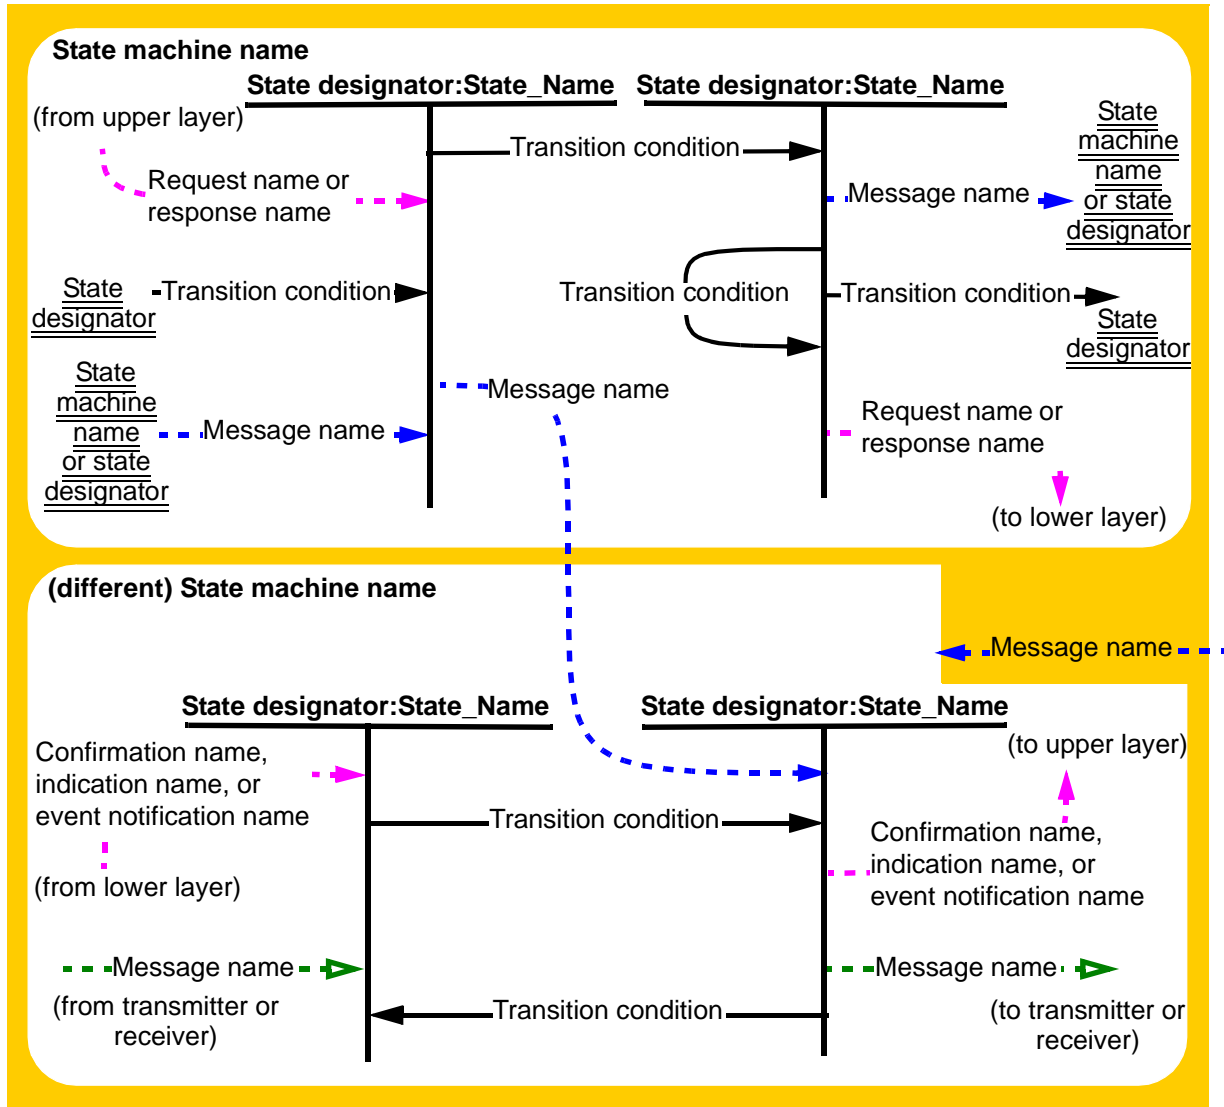 State machine name
State designator:State_Name
State designator:State_Name
(from upper layer)
Transition condition
State
machine
name
or state
designator
Request name or
response name
Message name
State
designator
Transition condition
Transition condition
Transition condition
State
designator
State
machine
name
or state
designator
Message name
Message name
Request name or
response name
(to lower layer)
(different) State machine name
Message name
State designator:State_Name
State designator:State_Name
Confirmation name,
indication name, or
event notification name
(from lower layer)
(to upper layer)
Transition condition
Confirmation name,
indication name, or
event notification name
Message name
(from transmitter or
receiver)
Message name
(to transmitter or
receiver)
Transition condition